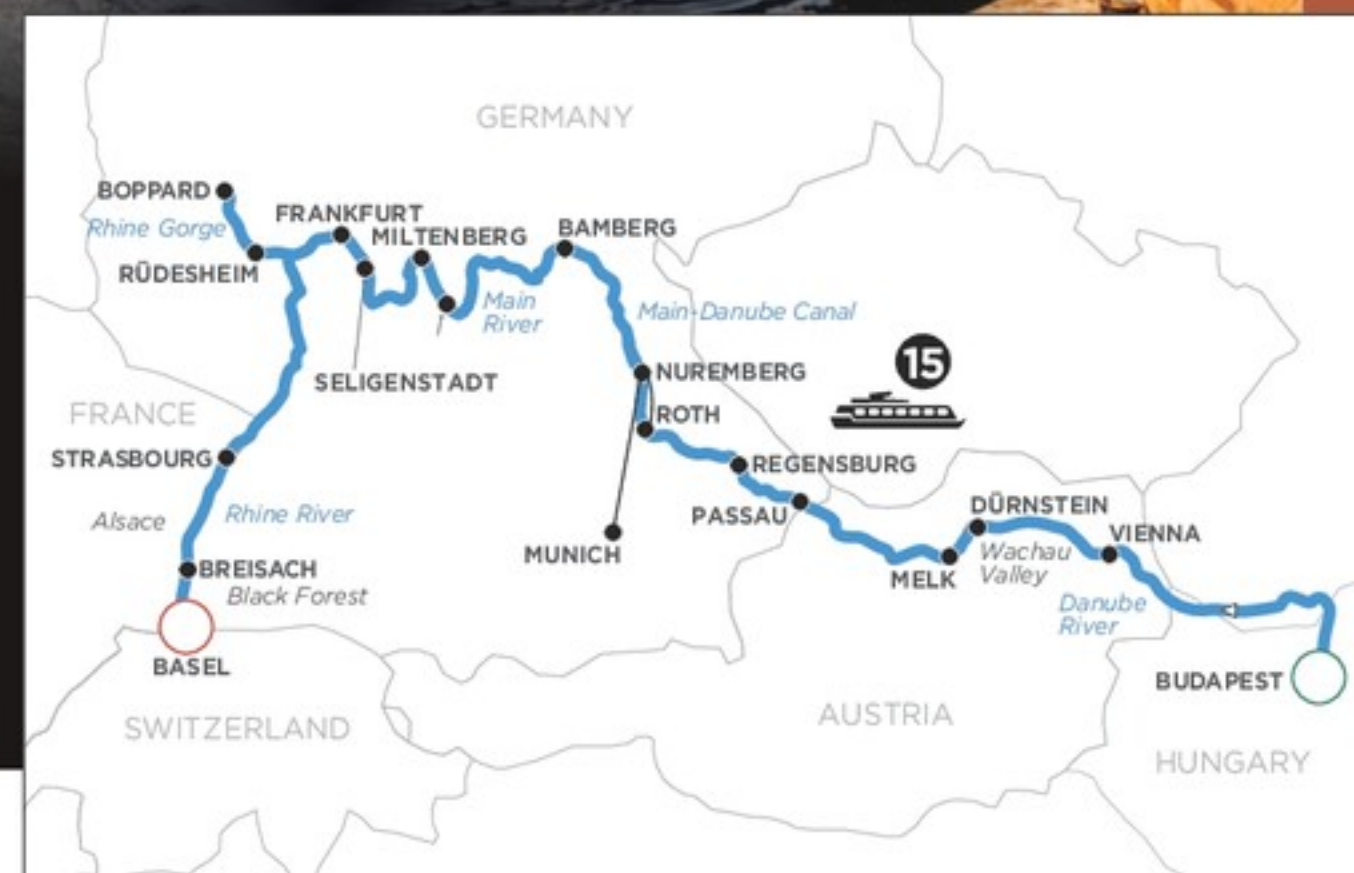 GERMANY
BOPPARD
FRANKFURT
Rhine Gorge
MILTENBERG
BAMBERG
RÜDESHEIM
Main
River
Main-Danube Canal
15
NUREMBERG
SELIGENSTADT
FRANCE
ROTH
STRASBOURG
REGENSBURG
DÜRNSTEIN
Alsace
Rhine River
PASSAU
VIENNA
MUNICH
Wachau
Valley
BREISACH
MELK
Black Forest
Danube
River
BASEL
BUDAPEST
SWITZERLAND
AUSTRIA
HUNGARY